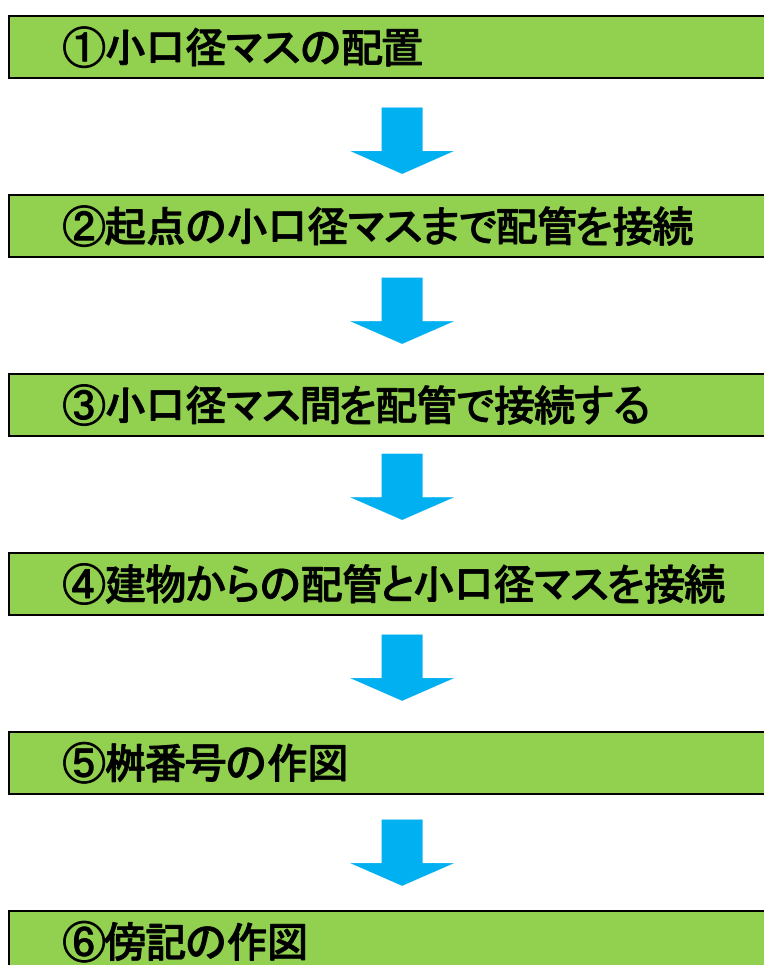 ①小口径マスの配置
②起点の小口径マスまで配管を接続
③小口径マス間を配管で接続する
④建物からの配管と小口径マスを接続
⑤桝番号の作図
⑥傍記の作図